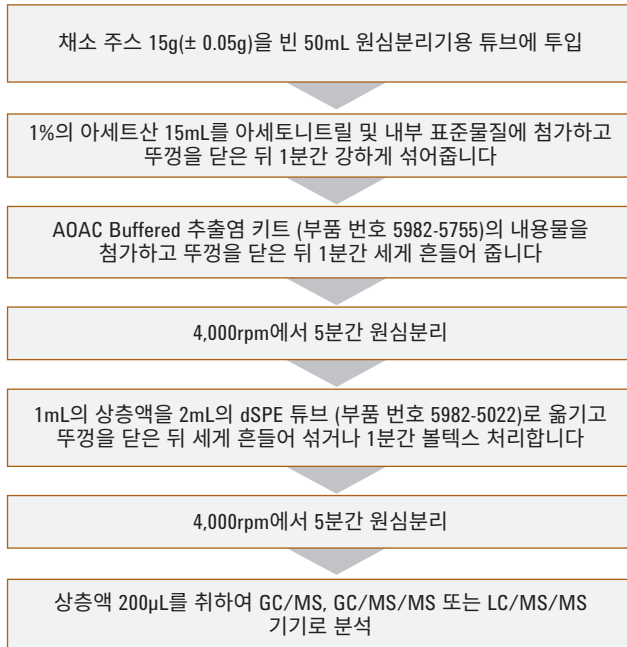 채소 주스 15g(± 0.05g)을 빈 50mL 원심분리기용 튜브에 투입
1%의 아세트산 15mL를 아세토니트릴 및 내부 표준물질에 첨가하고
뚜껑을 닫은 뒤 1분간 강하게 섞어줍니다
AOAC Buffered 추출염 키트 (부품 번호 5982-5755)의 내용물을
첨가하고 뚜껑을 닫은 뒤 1분간 세게 흔들어 줍니다
4,000rpm에서 5분간 원심분리
1mL의 상층액을 2mL의 dSPE 튜브 (부품 번호 5982-5022)로 옮기고
뚜껑을 닫은 뒤 세게 흔들어 섞거나 1분간 볼텍스 처리합니다
4,000rpm에서 5분간 원심분리
상층액 200µL를 취하여 GC/MS, GC/MS/MS 또는 LC/MS/MS
기기로 분석